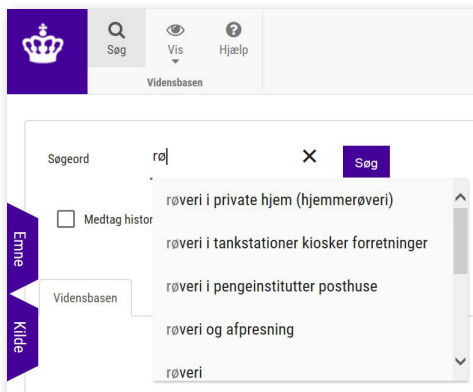 Søg
Vis
Hjælp
Vidensbasen
Søgeord
rø
Søg
røveri i private hjem (hjemmerøveri)
Medtag histor
røveri i tankstationer kiosker forretninger
Emne
røveri i pengeinstitutter posthuse
Vidensbasen
røveri og afpresning
Kilde
røveri